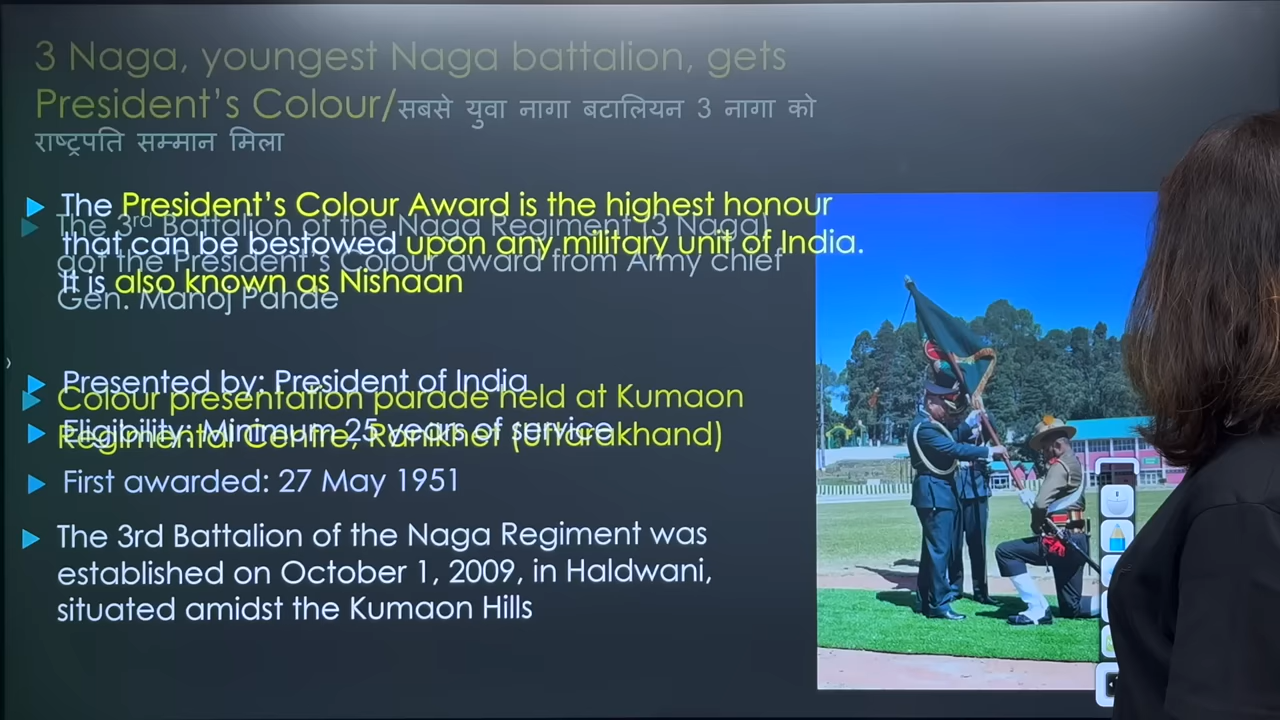 3 Naga, youngest Naga battalion, gets
President's Colour/सबसे युवा नागा बटालियन 3 नागा को
राष्ट्रपति सम्मान मिला
The President's Colour Award is the highest honour
The 3rd Battalion of the Naga Regiment (3 Naga)
that can be bestowed upon any military unit of India.
got the President's Colour award from Army chief
It is also known as Nishaan
Gen. Manoj Pande
Presented by: President of India
Colour presentation parade held at Kumaon
Eligibility: Minimum 25 years of service
Regimental Centre, Ranikhet (Uttarakhand)
First awarded: 27 May 1951
The 3rd Battalion of the Naga Regiment was
established on October 1, 2009, in Haldwani,
situated amidst the Kumaon Hills